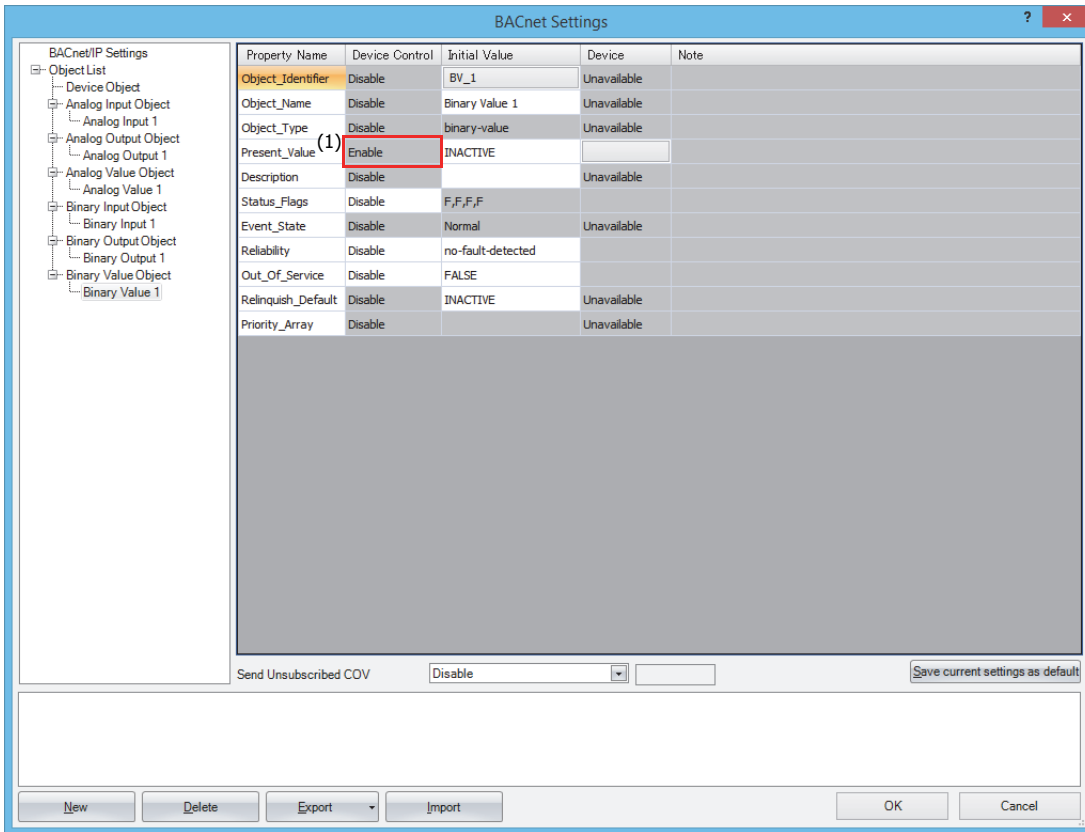 BACnet Settings
?
×
BACnet/IP Settings
Object List
Device Object
Analog Input Object
Analog Input 1
Analog Output Object
Analog Output 1
Analog Value Object
Analog Value 1
Binary Input Object
Binary Input 1
Binary Output Object
Binary Output 1
Binary Value Object
Binary Value 1
Property Name Device Control Initial Value Device Note
Object_Identifier Disable BV_1 Unavailable
Object_Name Disable Binary Value 1 Unavailable
Object_Type Disable binary-value Unavailable
Present_Value (1) Enable INACTIVE
Description Disable Unavailable
Status_Flags Disable F,F,F,F
Event_State Disable Normal Unavailable
Reliability Disable no-fault-detected
Out_Of_Service Disable FALSE
Relinquish_Default Disable INACTIVE Unavailable
Priority_Array Disable Unavailable
Send Unsubscribed COV Disable Save current settings as default
New Delete Export Import OK Cancel